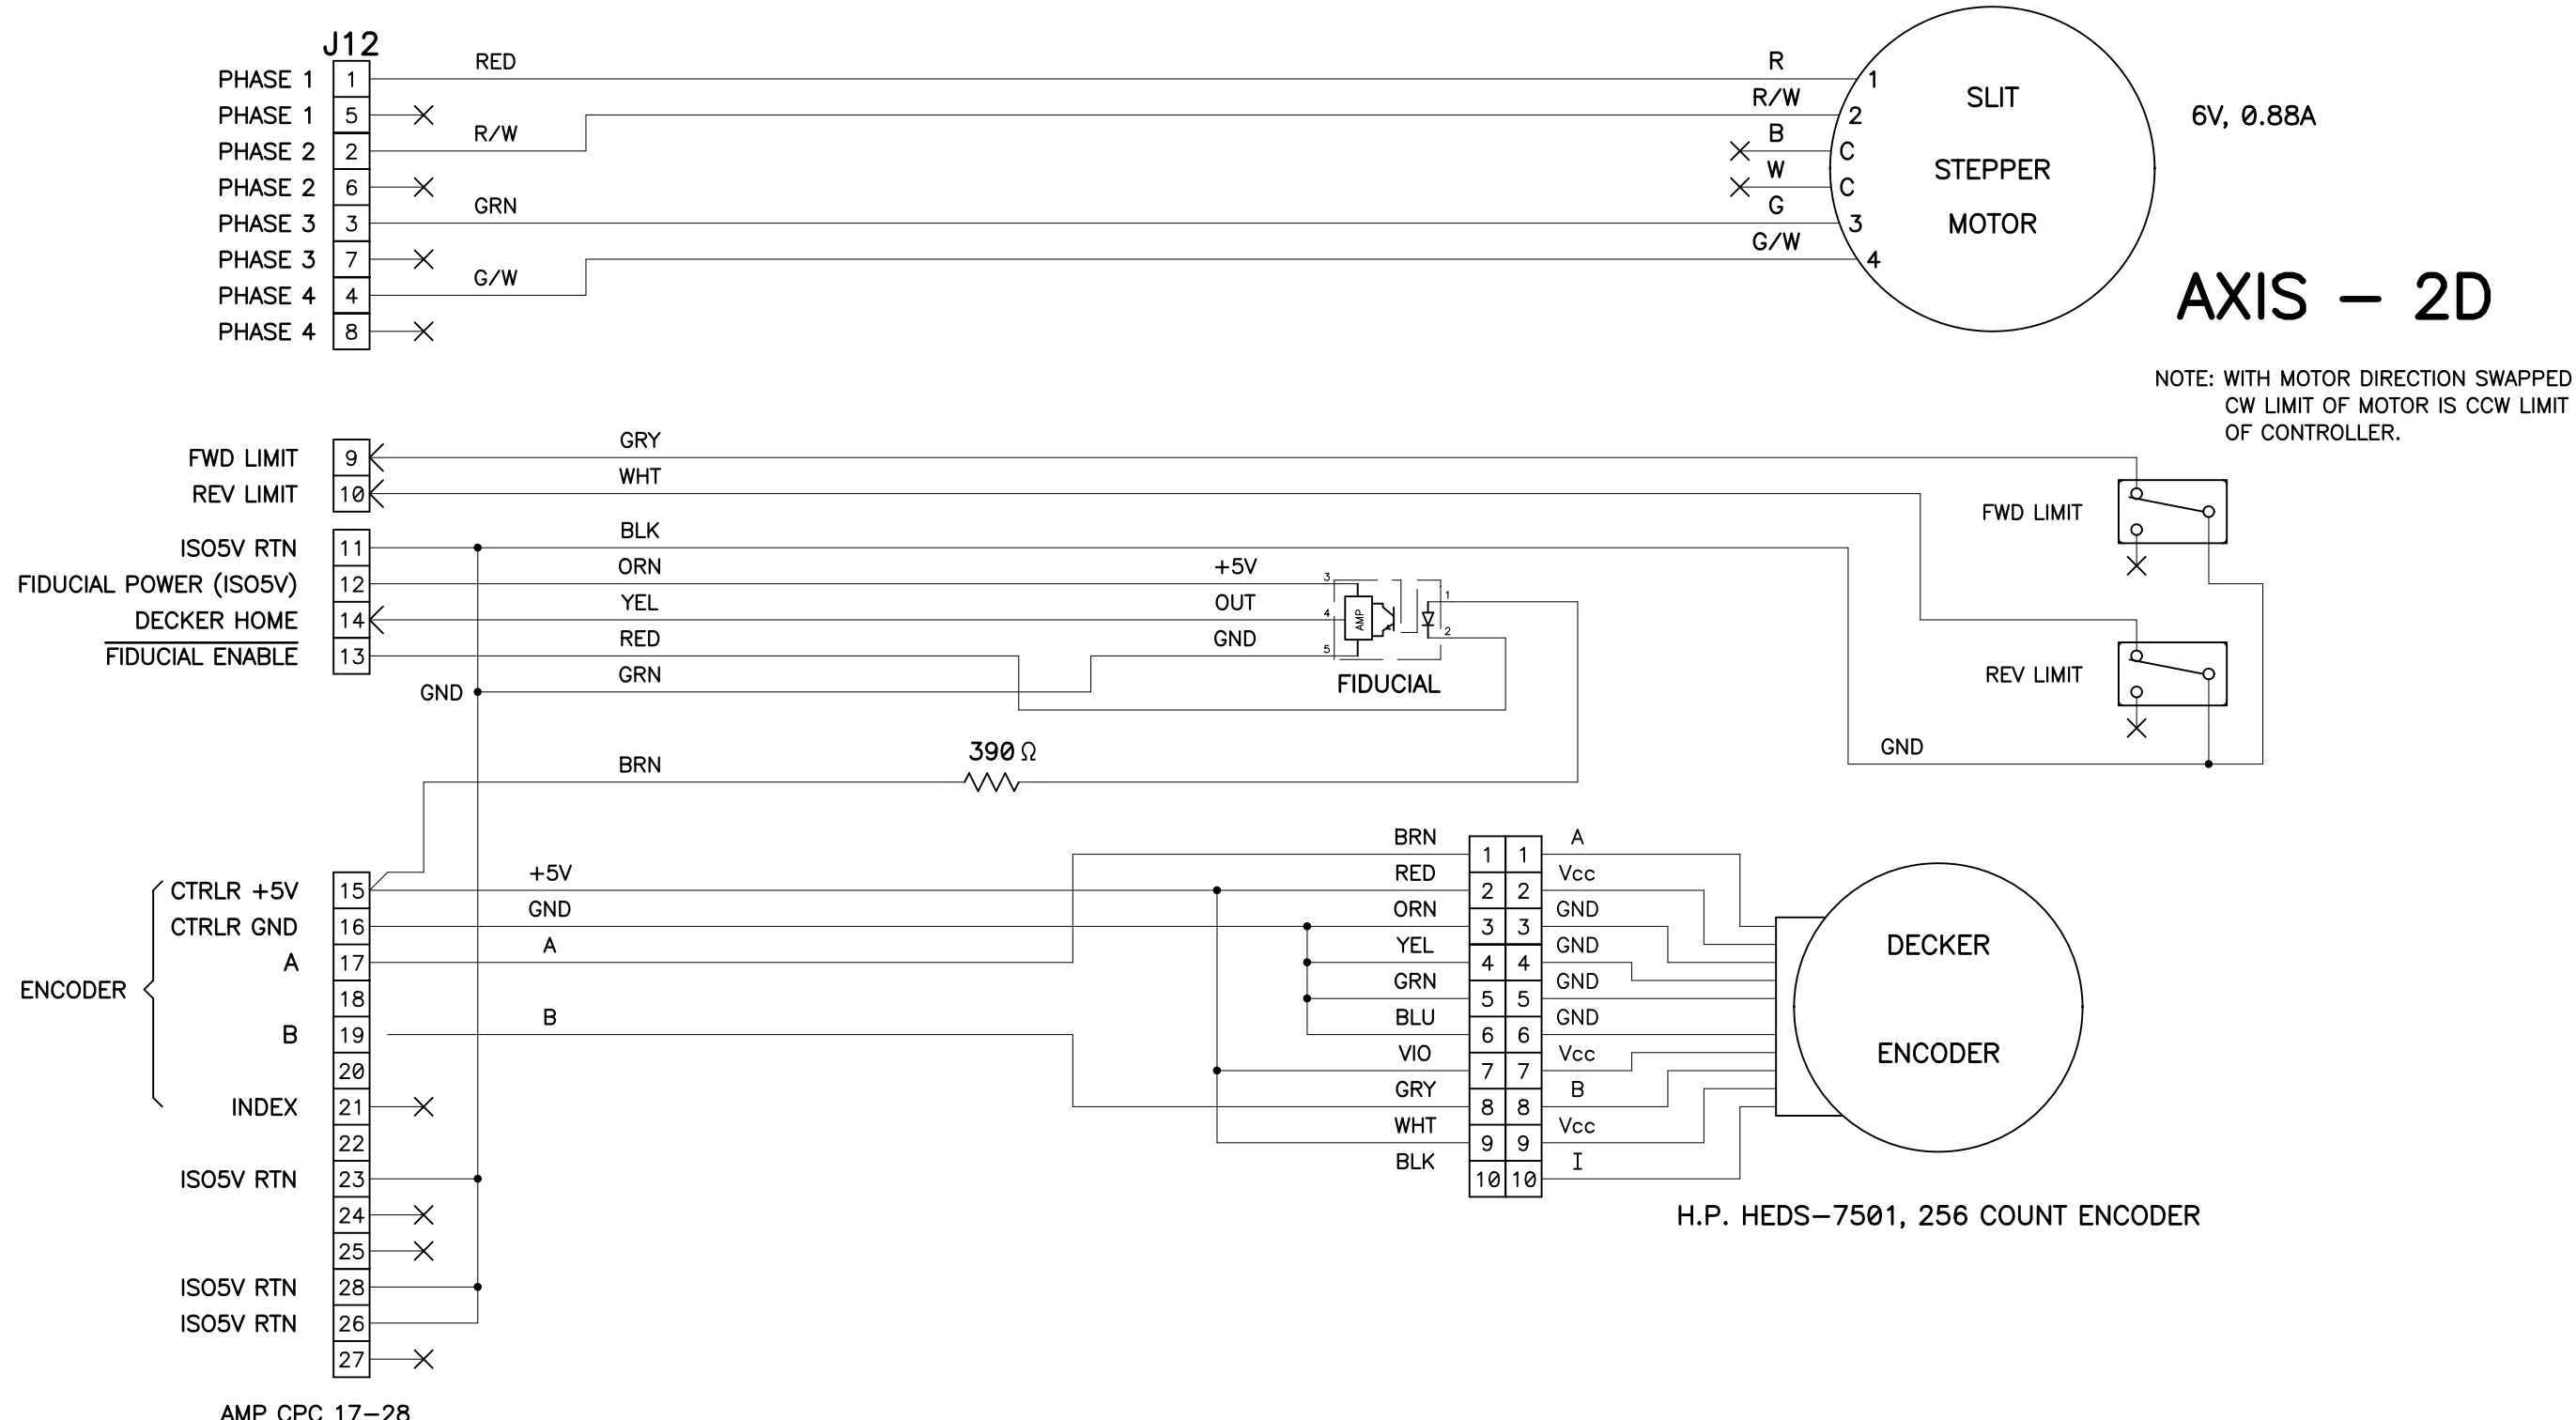 J12
PHASE 1 1 RED R 1
PHASE 1 5 R/W 2
PHASE 2 2 R/W B C
PHASE 2 6 W C
PHASE 3 3 GRN G 3
PHASE 3 7 G/W 4
PHASE 4 4 G/W
PHASE 4 8
SLIT
STEPPER
MOTOR
6V, 0.88A
AXIS – 2D
NOTE: WITH MOTOR DIRECTION SWAPPED
CW LIMIT OF MOTOR IS CCW LIMIT
OF CONTROLLER.
FWD LIMIT 9 GRY
REV LIMIT 10 WHT
FWD LIMIT
REV LIMIT
GND
ISO5V RTN 11 BLK
FIDUCIAL POWER (ISO5V) 12 ORN +5V 3
DECKER HOME 14 YEL OUT 4
FIDUCIAL ENABLE 13 RED GND 5
GND GRN
AMP
1
2
FIDUCIAL
390 Ω
BRN
ENCODER
CTRLR +5V 15 +5V
CTRLR GND 16 GND
A 17 A
18
B 19 B
20
INDEX 21
22
ISO5V RTN 23
24
25
ISO5V RTN 28
ISO5V RTN 26
27
AMP CPC 17–28
BRN 1 1 A
RED 2 2 Vcc
ORN 3 3 GND
YEL 4 4 GND
GRN 5 5 GND
BLU 6 6 GND
VIO 7 7 Vcc
GRY 8 8 B
WHT 9 9 Vcc
BLK 10 10 I
DECKER
ENCODER
H.P. HEDS–7501, 256 COUNT ENCODER